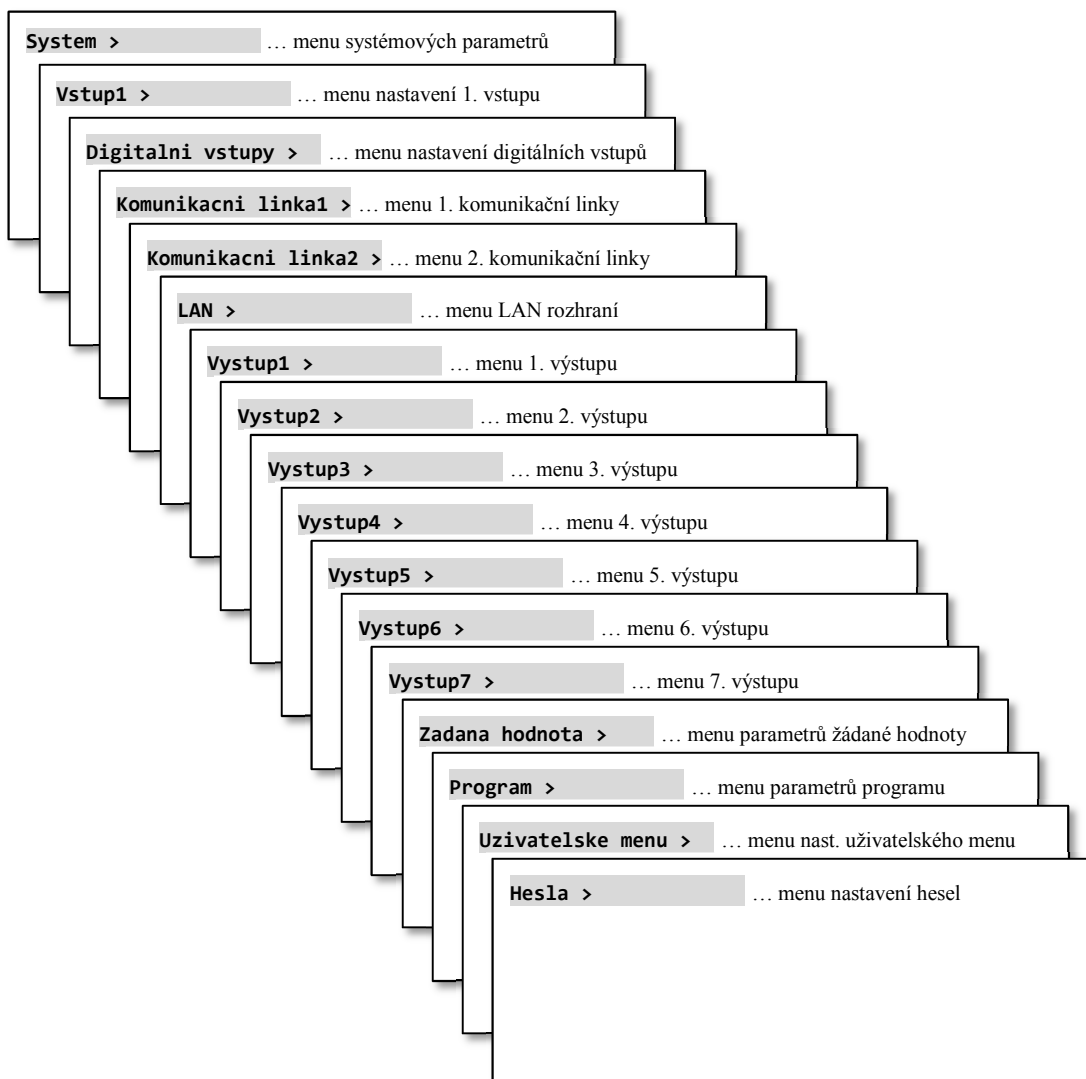 System > … menu systémových parametrů
Vstup1 > … menu nastavení 1. vstupu
Digitalni vstupy > … menu nastavení digitálních vstupů
Komunikacni linka1 > … menu 1. komunikační linky
Komunikacni linka2 > … menu 2. komunikační linky
LAN > … menu LAN rozhraní
Vystup1 > … menu 1. výstupu
Vystup2 > … menu 2. výstupu
Vystup3 > … menu 3. výstupu
Vystup4 > … menu 4. výstupu
Vystup5 > … menu 5. výstupu
Vystup6 > … menu 6. výstupu
Vystup7 > … menu 7. výstupu
Zadana hodnota > … menu parametrů žádané hodnoty
Program > … menu parametrů programu
Uzivatelske menu > … menu nast. uživatelského menu
Hesla > … menu nastavení hesel